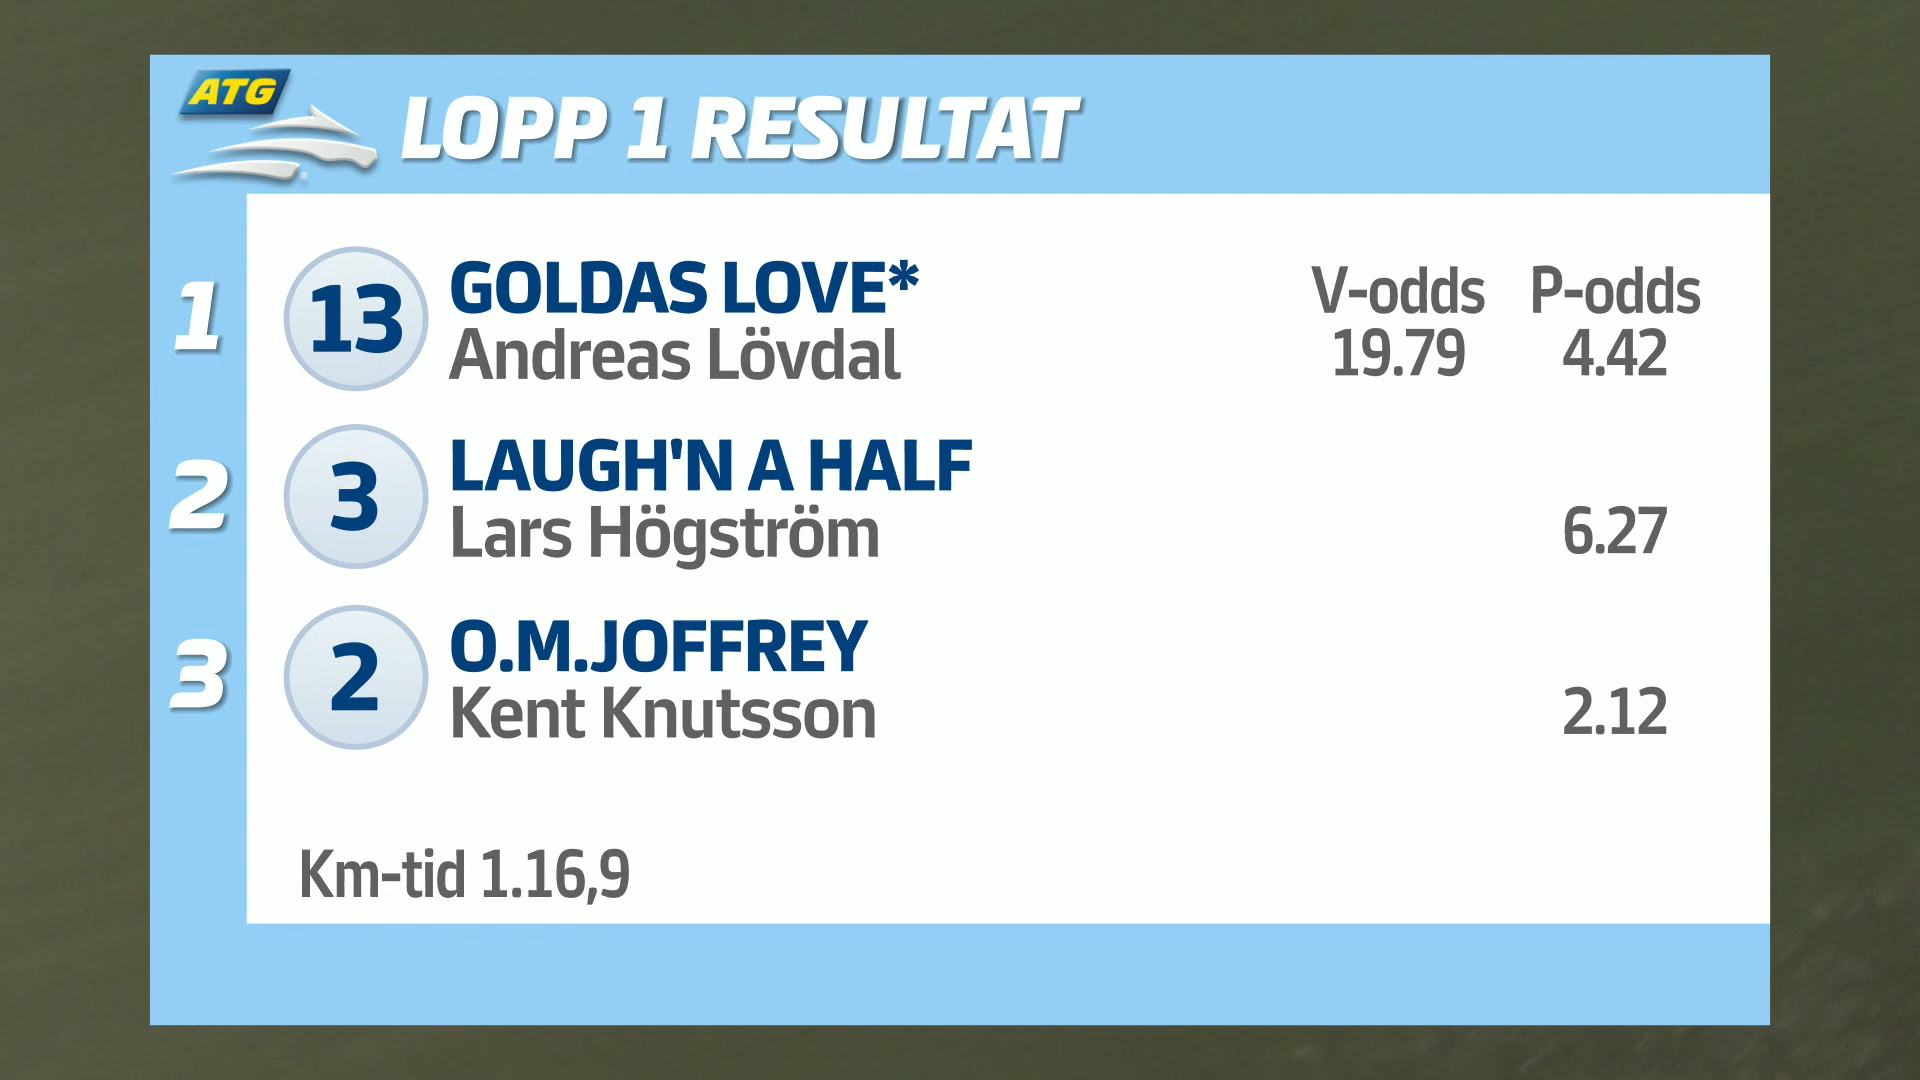 ATG
LOPP 1 RESULTAT
1
13
GOLDAS LOVE*
Andreas Lövdal
V-odds
19.79
P-odds
4.42
2
3
LAUGH'N A HALF
Lars Högström
6.27
3
2
O.M.JOFFREY
Kent Knutsson
2.12
Km-tid 1.16,9